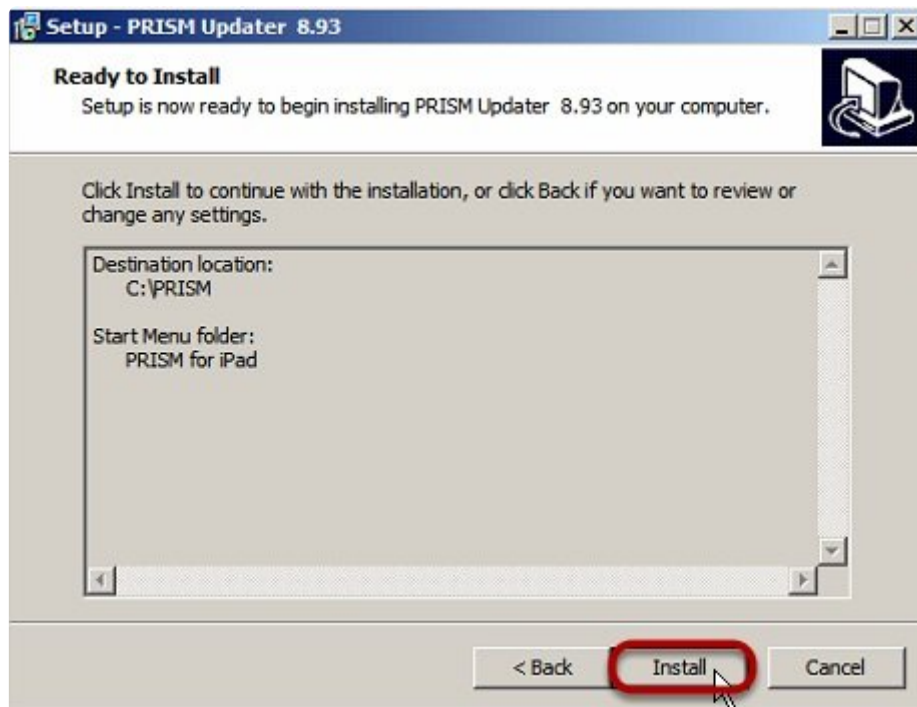 Setup - PRISM Updater 8.93
Ready to Install
Setup is now ready to begin installing PRISM Updater 8.93 on your computer.
Click Install to continue with the installation, or click Back if you want to review or
change any settings.
Destination location:
C:\PRISM
Start Menu folder:
PRISM for iPad
< Back Install Cancel